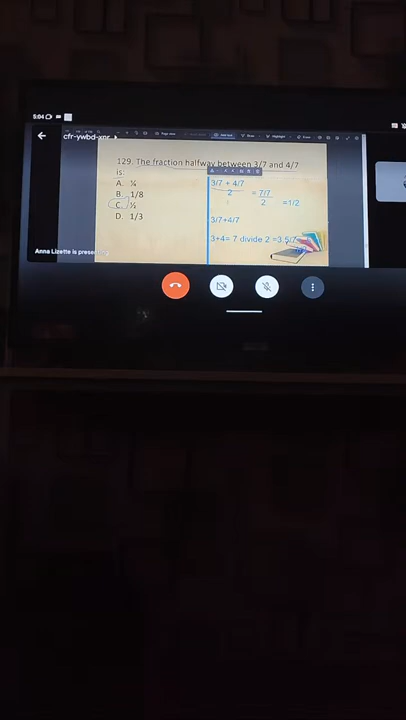 5:04
cfr-ywbd-xnr
129. The fraction halfway between 3/7 and 4/7
is:
A. ¼
B. 1/8
C. ½
D. 1/3
3/7 + 4/7
2
= 7/7
2
=1/2
3/7+4/7
3+4= 7 divide 2 =3.5/7
Anna Lizette is presenting